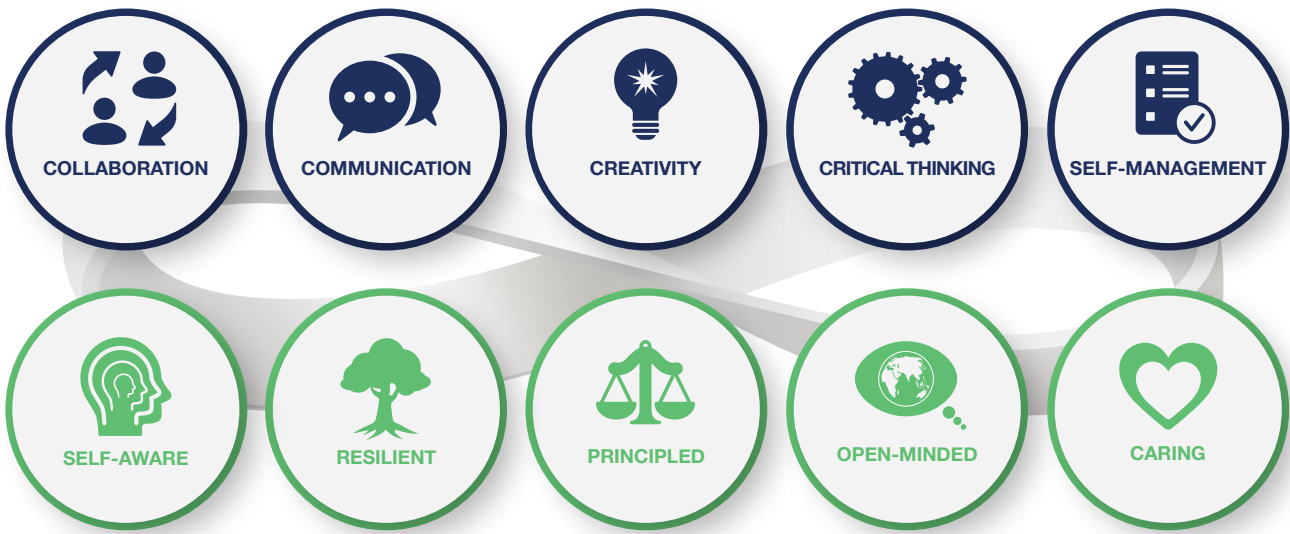 COLLABORATION
COMMUNICATION
CREATIVITY
CRITICAL THINKING
SELF-MANAGEMENT
SELF-AWARE
RESILIENT
PRINCIPLED
OPEN-MINDED
CARING